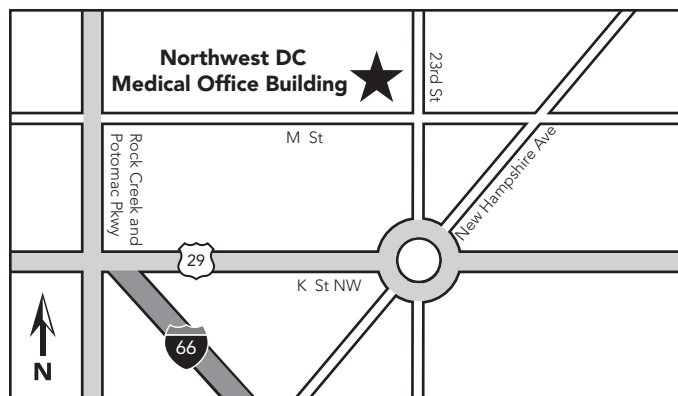 Northwest DC
Medical Office Building
23rd St
M St
Rock Creek and
Potomac Pkwy
New Hampshire Ave
29
K St NW
66
N